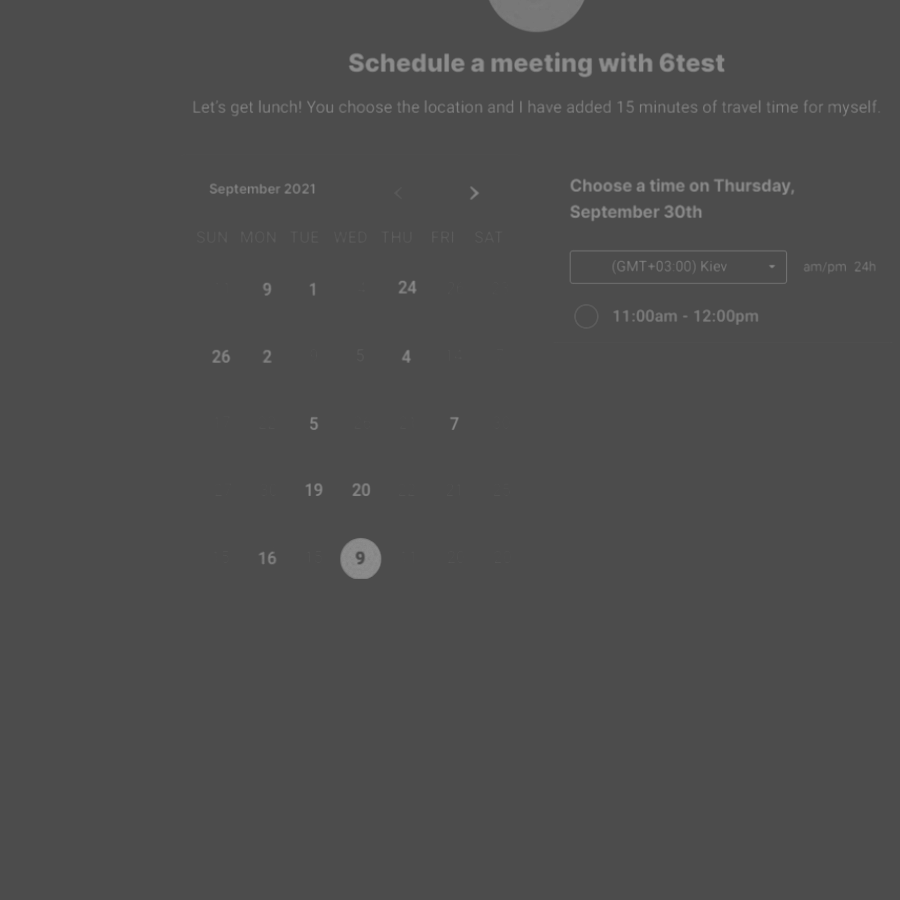 Schedule a meeting with 6test
Let's get lunch! You choose the location and I have added 15 minutes of travel time for myself.
September 2021
SUN MON TUE WED THU FRI SAT
9 1 24
26 2 5 4
5 7
19 20
16 9
Choose a time on Thursday,
September 30th
(GMT+03:00) Kiev am/pm 24h
11:00am - 12:00pm